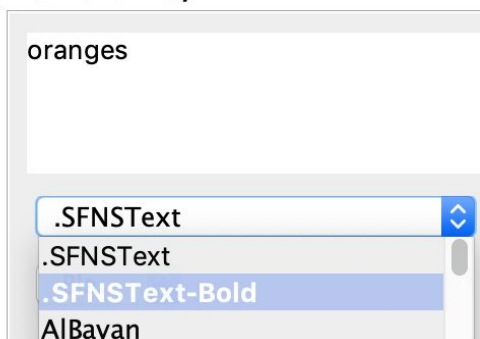 oranges
.SFNSText
.SFNSText
.SFNSText-Bold
AlBayan